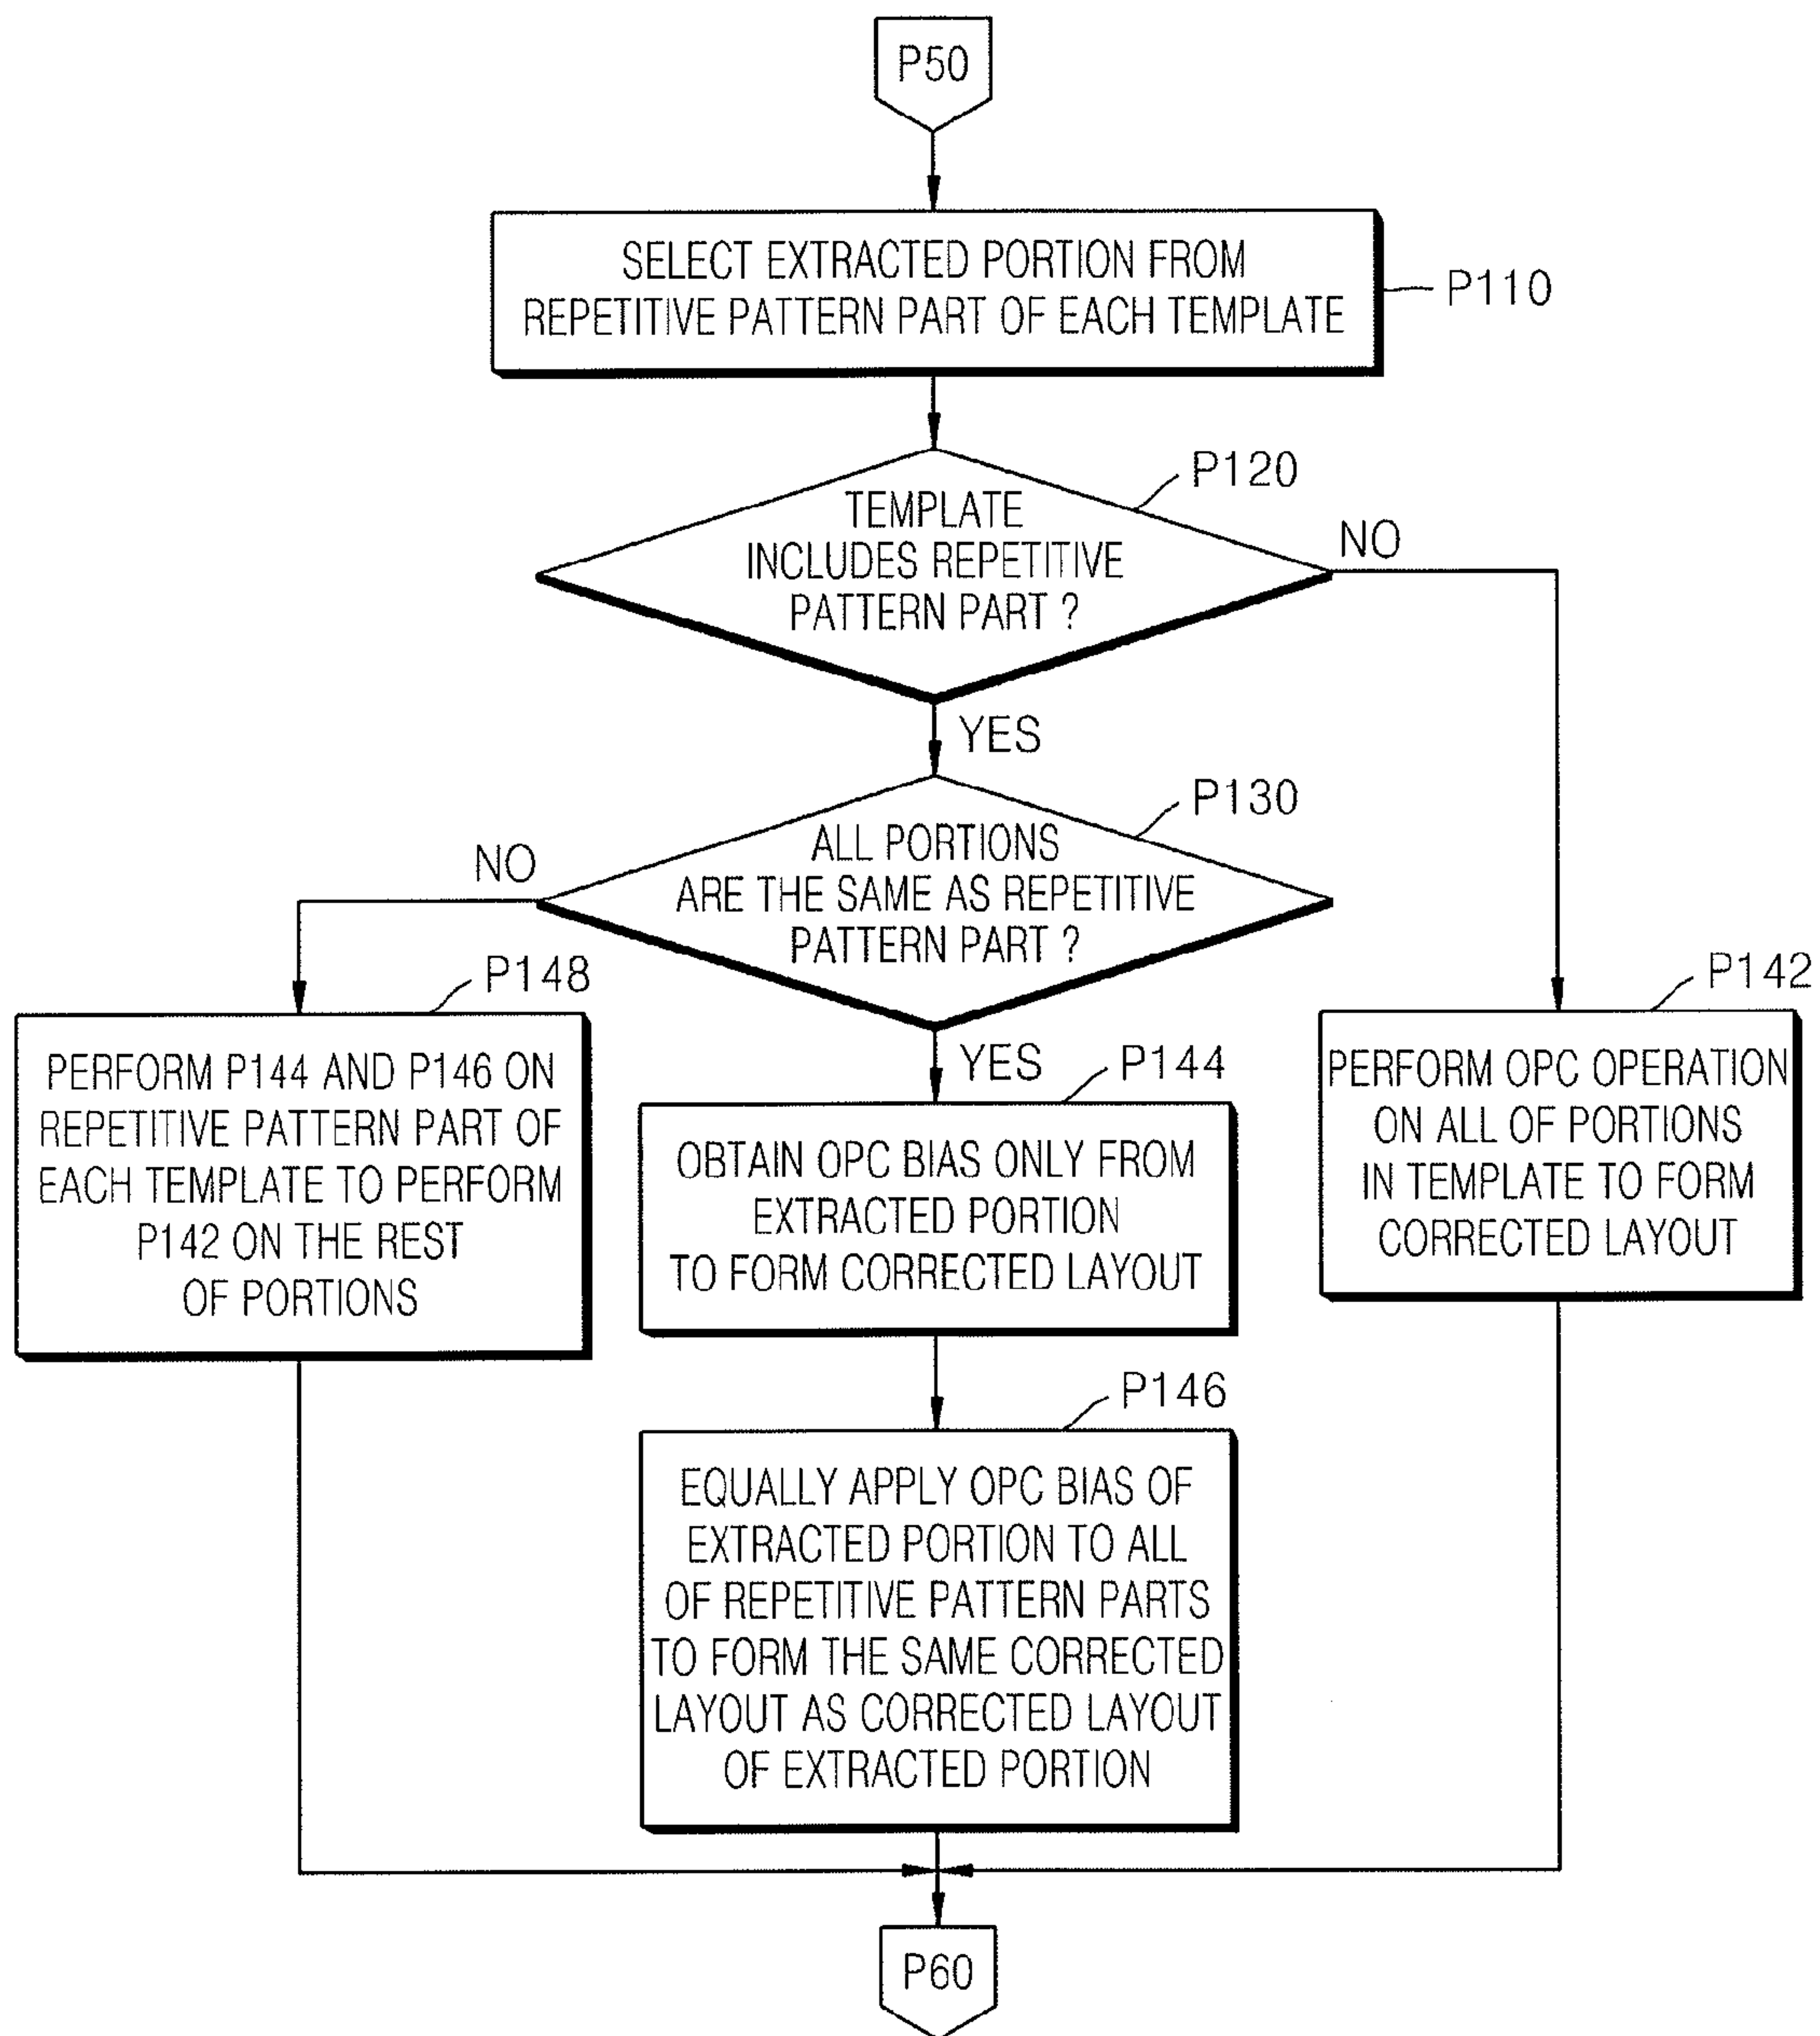 P50
SELECT EXTRACTED PORTION FROM
REPETITIVE PATTERN PART OF EACH TEMPLATE
P110
P120
TEMPLATE
INCLUDES REPETITIVE
PATTERN PART ?
NO
YES
P130
ALL PORTIONS
ARE THE SAME AS REPETITIVE
PATTERN PART ?
NO
P148
PERFORM P144 AND P146 ON
REPETITIVE PATTERN PART OF
EACH TEMPLATE TO PERFORM
P142 ON THE REST
OF PORTIONS
YES
P144
OBTAIN OPC BIAS ONLY FROM
EXTRACTED PORTION
TO FORM CORRECTED LAYOUT
P142
PERFORM OPC OPERATION
ON ALL OF PORTIONS
IN TEMPLATE TO FORM
CORRECTED LAYOUT
P146
EQUALLY APPLY OPC BIAS OF
EXTRACTED PORTION TO ALL
OF REPETITIVE PATTERN PARTS
TO FORM THE SAME CORRECTED
LAYOUT AS CORRECTED LAYOUT
OF EXTRACTED PORTION
P60